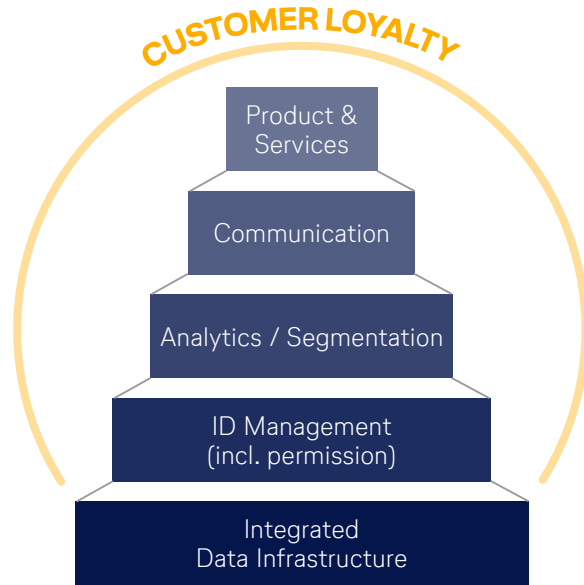 CUSTOMER LOYALTY
Product &
Services
Communication
Analytics / Segmentation
ID Management
(incl. permission)
Integrated
Data Infrastructure